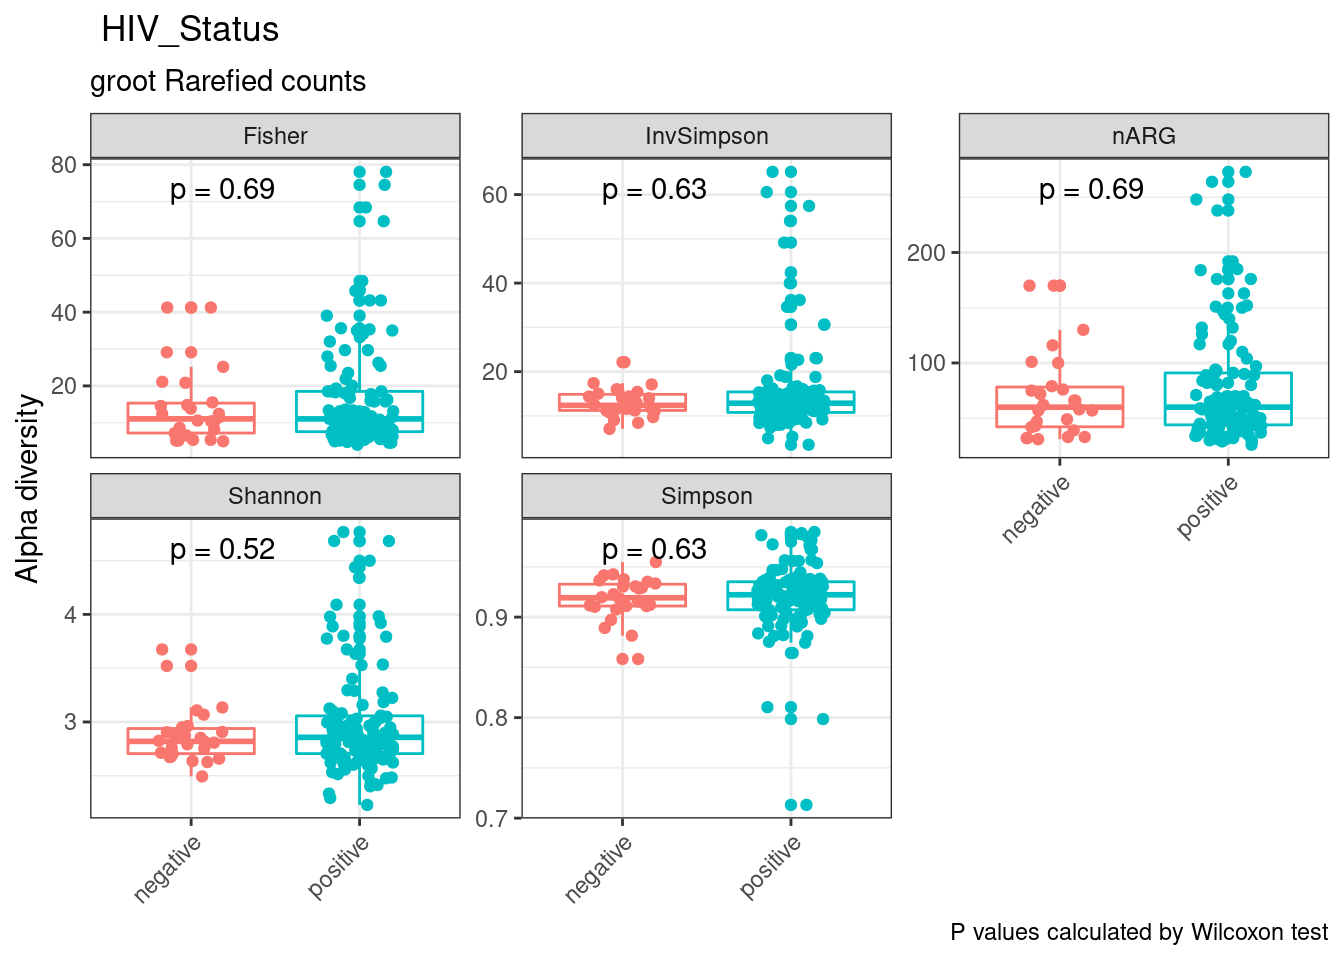 HIV_Status
groot Rarefied counts
Alpha diversity
Fisher
p = 0.69
80
60
40
20
InvSimpson
p = 0.63
60
40
20
nARG
p = 0.69
200
100
negative
positive
Shannon
p = 0.52
4
3
negative
positive
Simpson
p = 0.63
0.9
0.8
0.7
negative
positive
P values calculated by Wilcoxon test